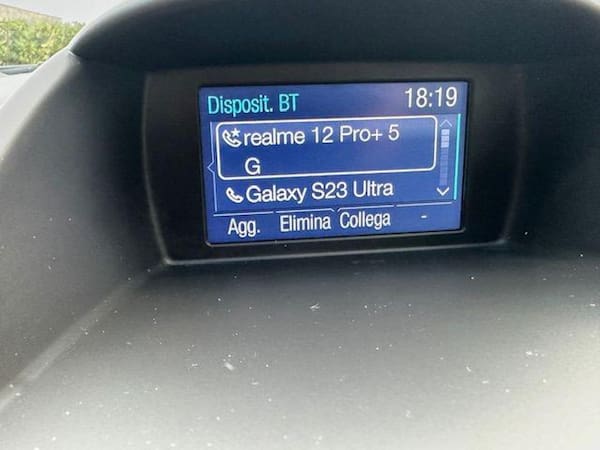 Disposit. BT 18:19
realme 12 Pro+ 5
G
Galaxy S23 Ultra
Agg. Elimina Collega -